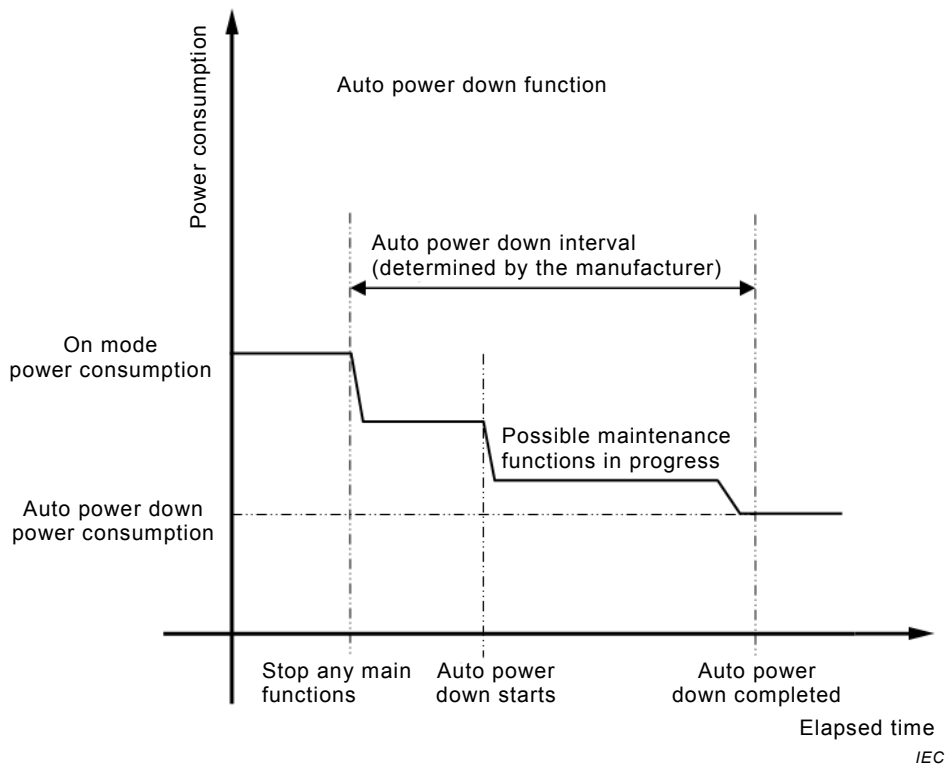 Power consumption
Auto power down function
Auto power down interval
(determined by the manufacturer)
On mode
power consumption
Possible maintenance
functions in progress
Auto power down
power consumption
Stop any main
functions
Auto power
down starts
Auto power
down completed
Elapsed time
IEC